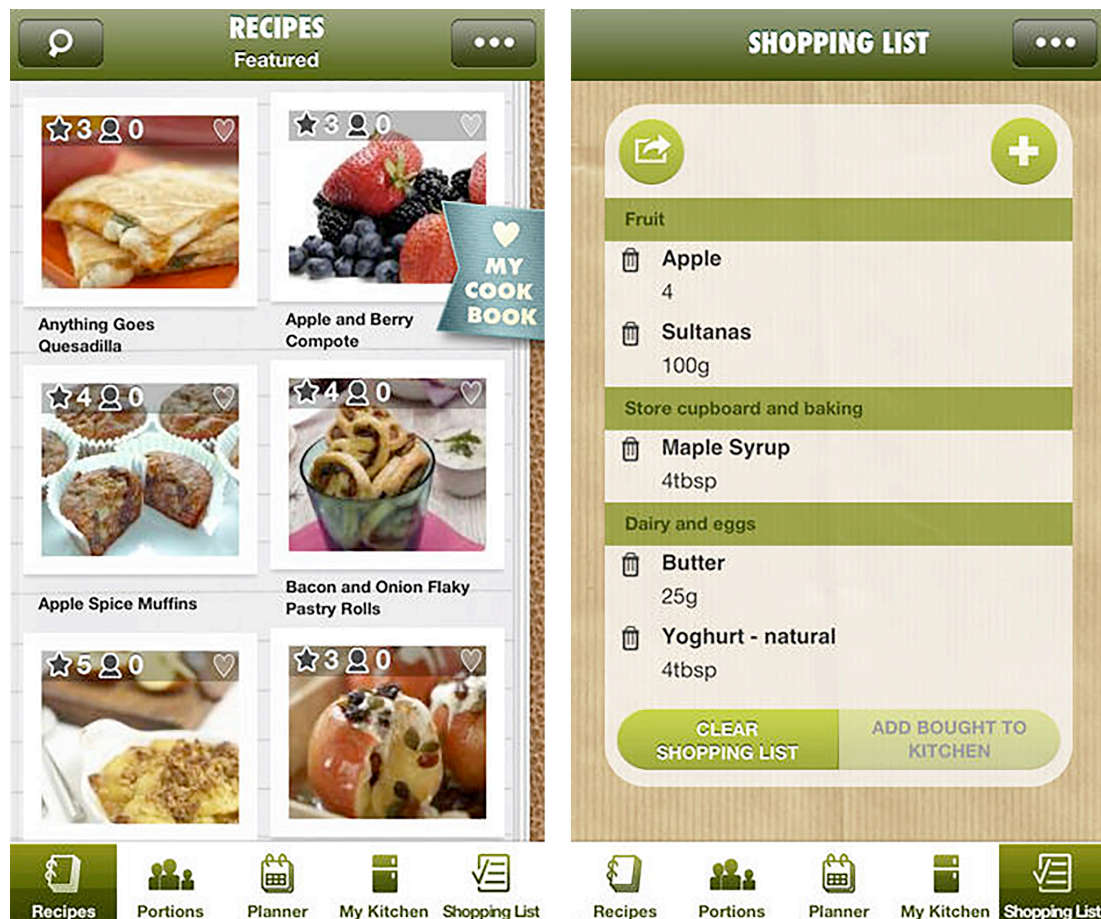 RECIPES
Featured
★3 0
★3 0
MY
COOK
BOOK
Anything Goes
Quesadilla
Apple and Berry
Compote
★4 0
★4 0
Apple Spice Muffins
Bacon and Onion Flaky
Pastry Rolls
★5 0
★3 0
Recipes
Portions
Planner
My Kitchen
Shopping List
SHOPPING LIST
Fruit
Apple
4
Sultanas
100g
Store cupboard and baking
Maple Syrup
4tbsp
Dairy and eggs
Butter
25g
Yoghurt - natural
4tbsp
CLEAR
SHOPPING LIST
ADD BOUGHT TO
KITCHEN
Recipes
Portions
Planner
My Kitchen
Shopping List